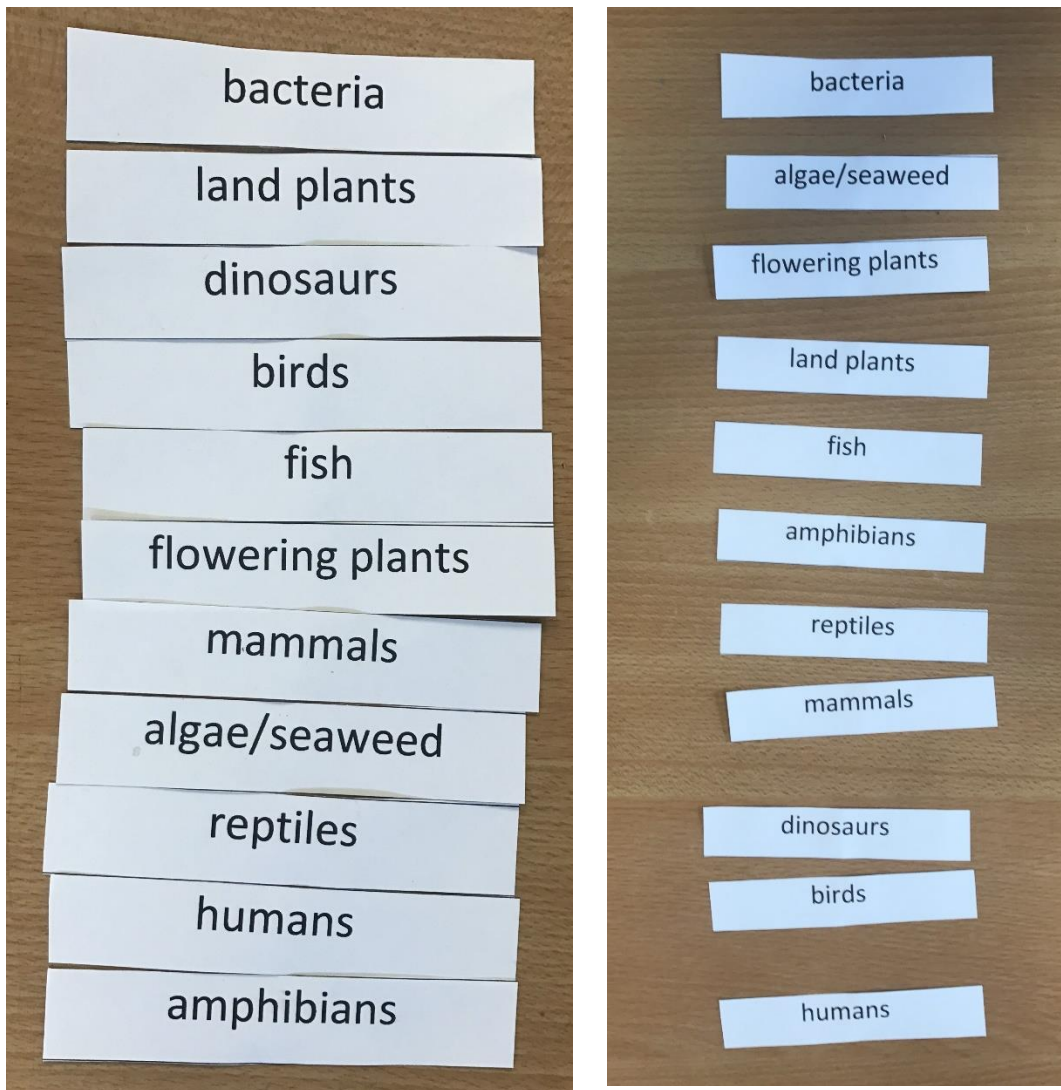 bacteria
land plants
dinosaurs
birds
fish
flowering plants
mammals
algae/seaweed
reptiles
humans
amphibians
bacteria
algae/seaweed
flowering plants
land plants
fish
amphibians
reptiles
mammals
dinosaurs
birds
humans